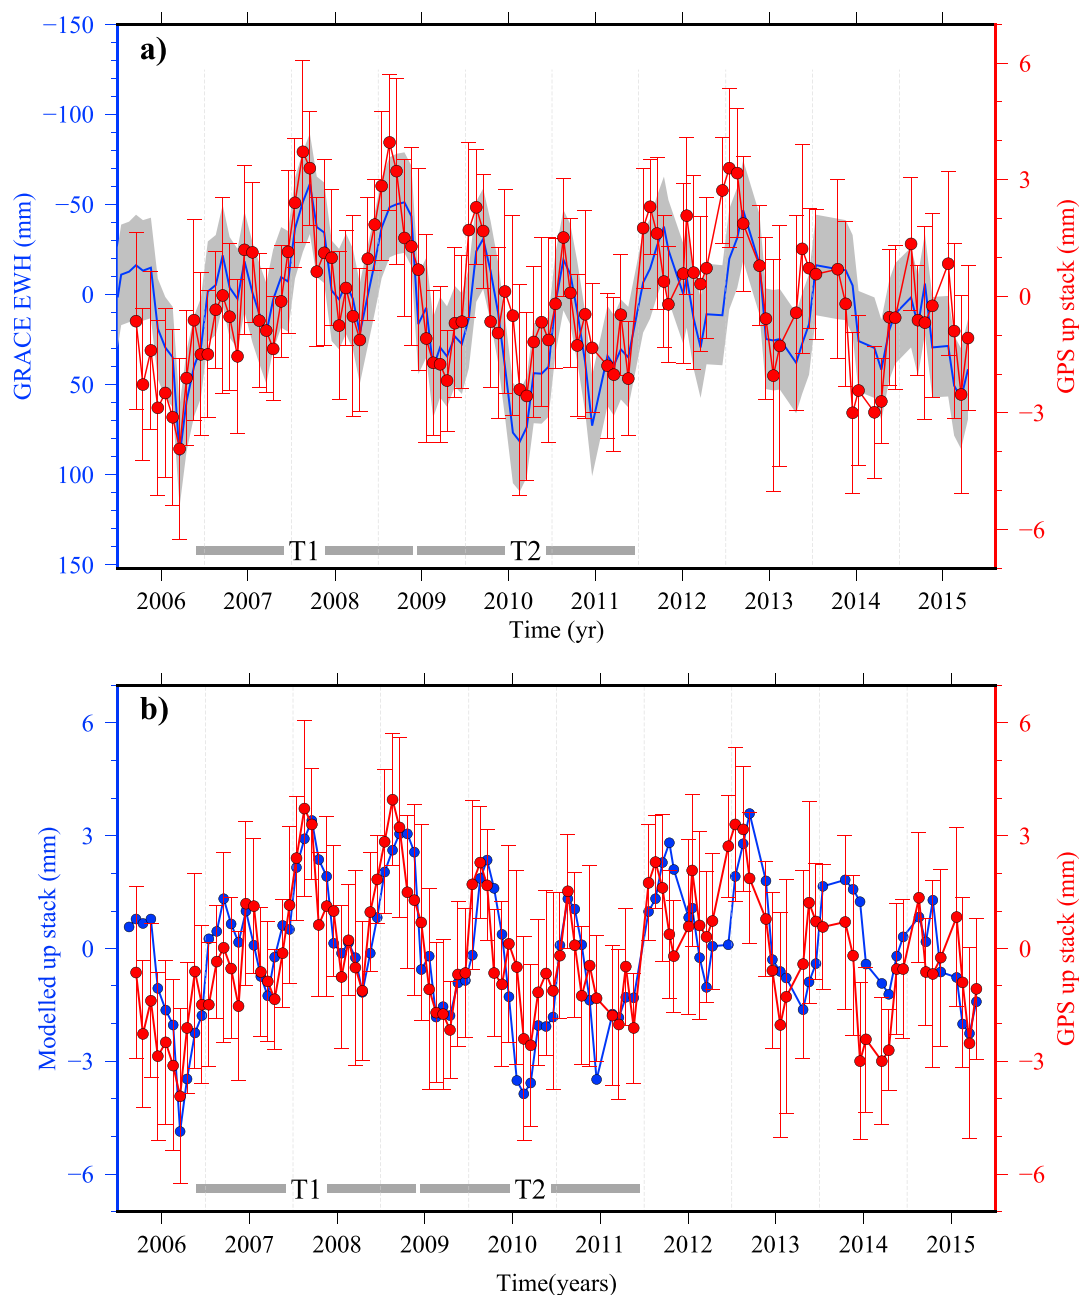 a)
−150
−100
−50
0
50
100
150
GRACE EWH (mm)
6
3
0
−3
−6
GPS up stack (mm)
T1 T2
2006 2007 2008 2009 2010 2011 2012 2013 2014 2015
Time (yr)
b)
6
3
0
−3
−6
Modelled up stack (mm)
6
3
0
−3
−6
GPS up stack (mm)
T1 T2
2006 2007 2008 2009 2010 2011 2012 2013 2014 2015
Time(years)